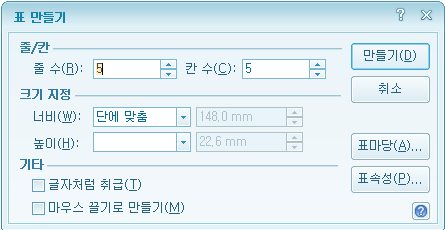 표 만들기
줄/칸
줄 수(R): 5 칸 수(C): 5
만들기(D)
취소
크기 지정
너비(W): 단에 맞춤 148,0 mm
높이(H): 22,6 mm
표마당(A)...
기타
표속성(P)...
글자처럼 취급(T)
마우스 끌기로 만들기(M)